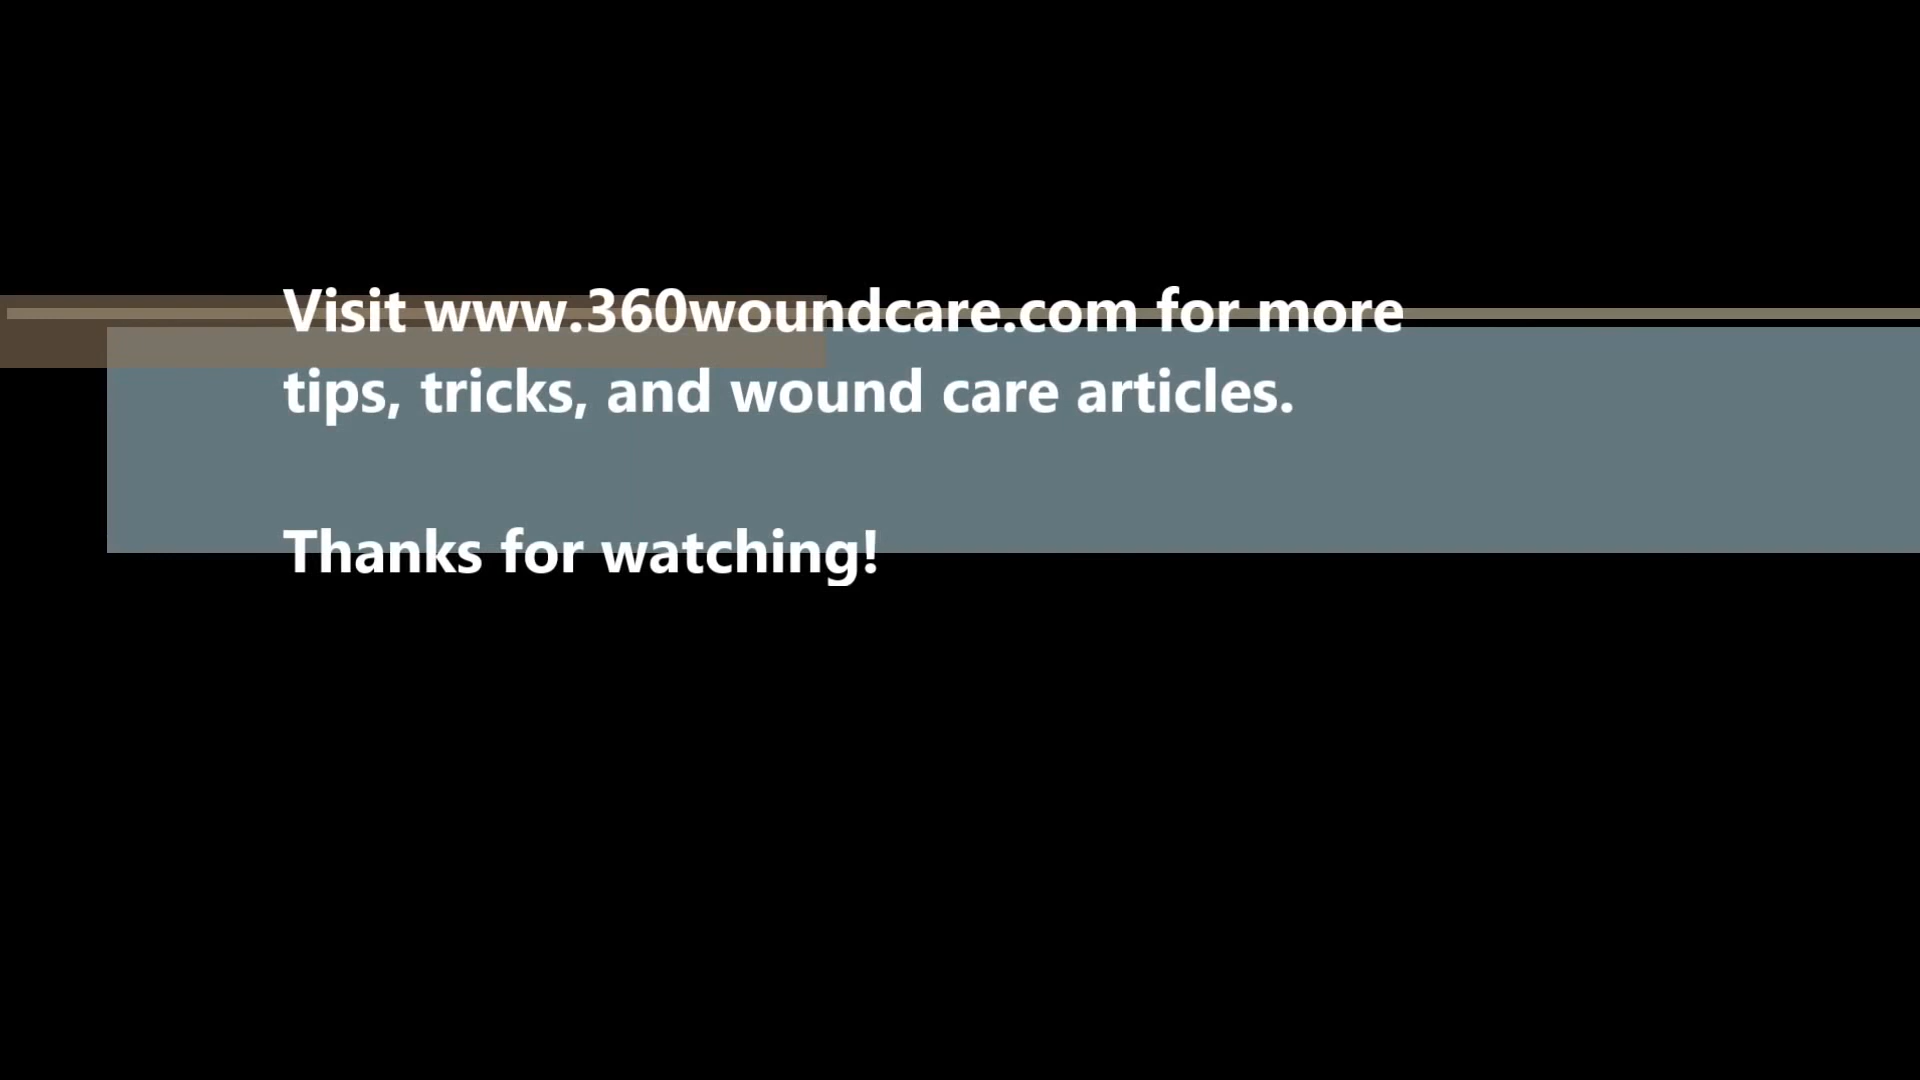 Visit www.360woundcare.com for more
tips, tricks, and wound care articles.
Thanks for watching!